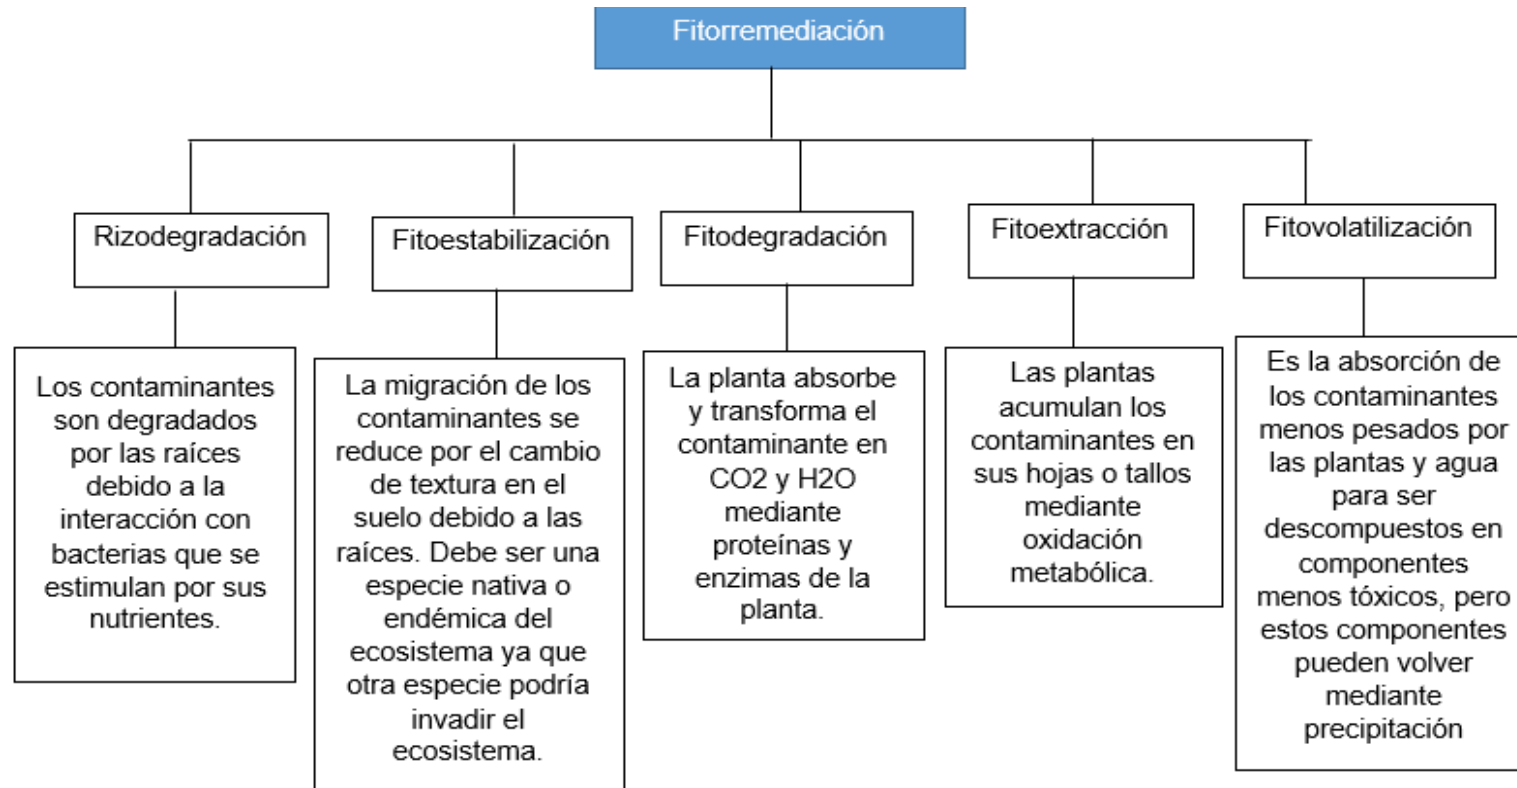 Fitorremediación
Rizodegradación
Fitoestabilización
Fitodegradación
Fitoextracción
Fitovolatilización
Los contaminantes
son degradados
por las raíces
debido a la
interacción con
bacterias que se
estimulan por sus
nutrientes.
La migración de los
contaminantes se
reduce por el cambio
de textura en el
suelo debido a las
raíces. Debe ser una
especie nativa o
endémica del
ecosistema ya que
otra especie podría
invadir el
ecosistema.
La planta absorbe
y transforma el
contaminante en
CO2 y H2O
mediante
proteínas y
enzimas de la
planta.
Las plantas
acumulan los
contaminantes en
sus hojas o tallos
mediante
oxidación
metabólica.
Es la absorción de
los contaminantes
menos pesados por
las plantas y agua
para ser
descompuestos en
componentes
menos tóxicos, pero
estos componentes
pueden volver
mediante
precipitación